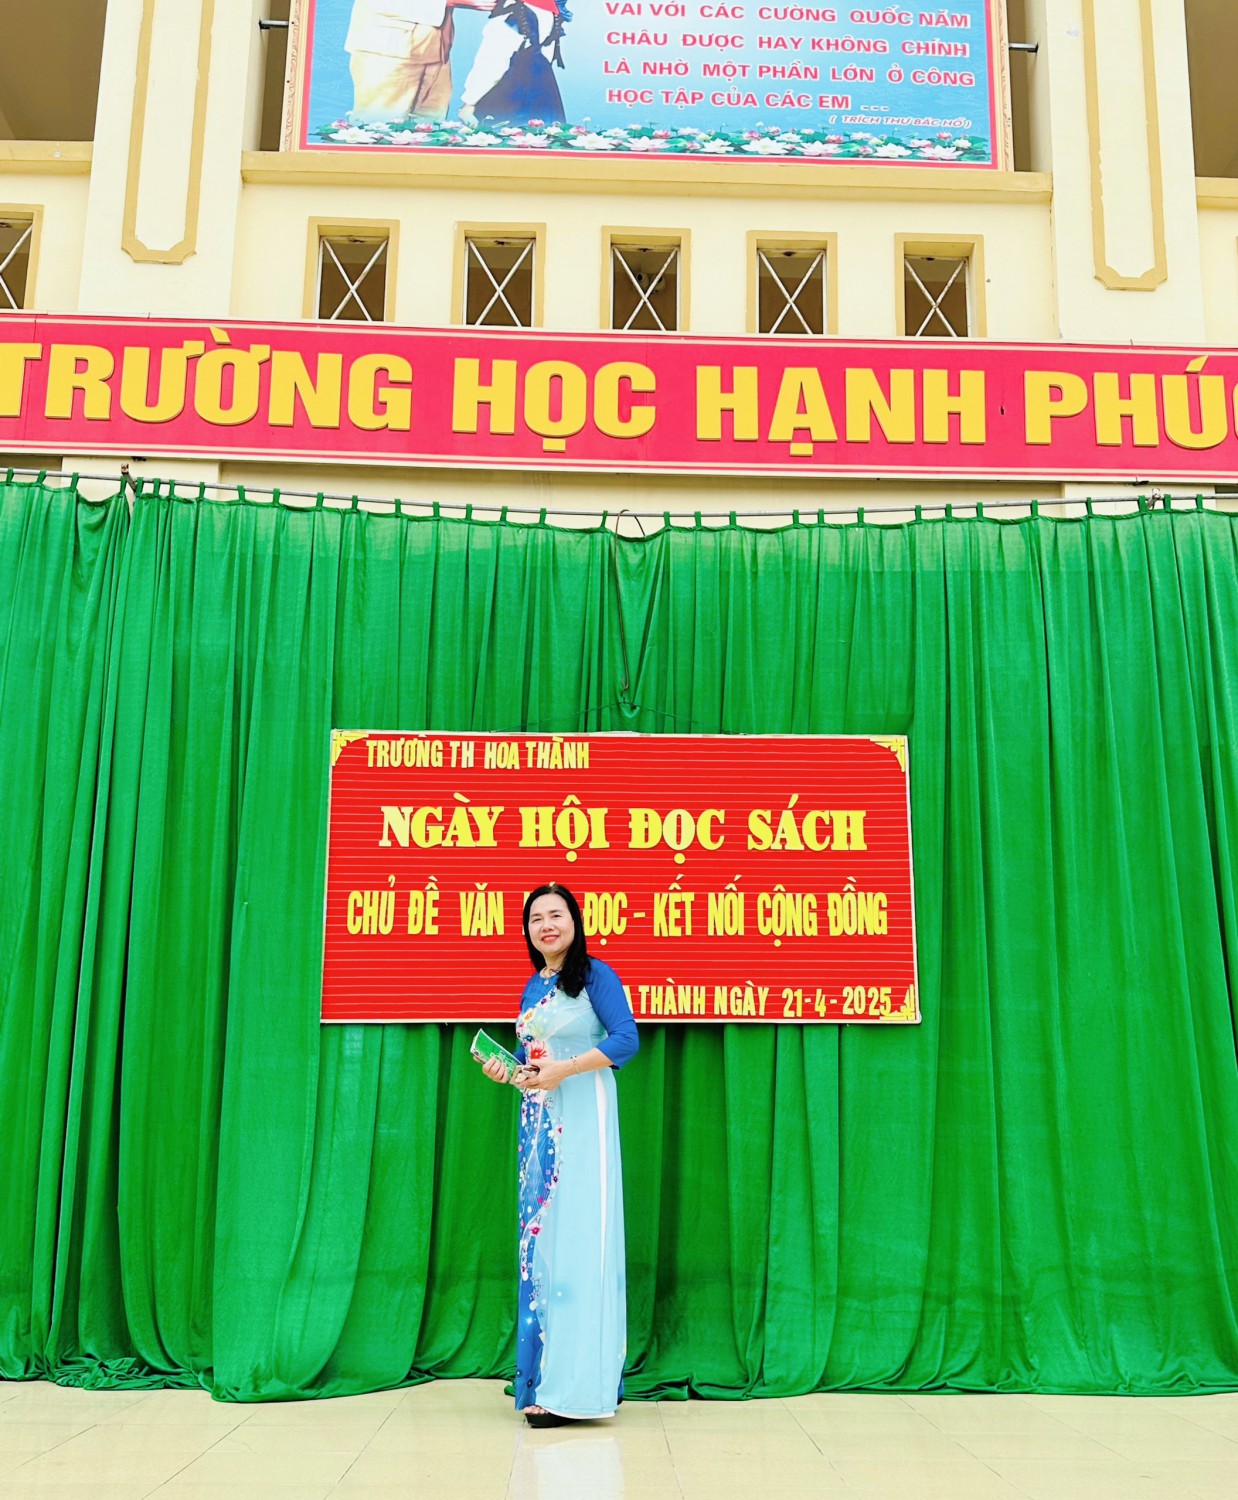 VAI VỚI CÁC CƯỜNG QUỐC NĂM
CHÂU ĐƯỢC HAY KHÔNG CHÍNH
LÀ NHỜ MỘT PHẦN LỚN Ở CÔNG
HỌC TẬP CỦA CÁC EM ...
( TRÍCH THƯ BÁC HỒ )
TRƯỜNG HỌC HẠNH PHÚC
TRƯỜNG TH HOA THÀNH
NGÀY HỘI ĐỌC SÁCH
CHỦ ĐỀ VĂN ĐỌC - KẾT NỐI CỘNG ĐỒNG
THÀNH NGÀY 21-4-2025